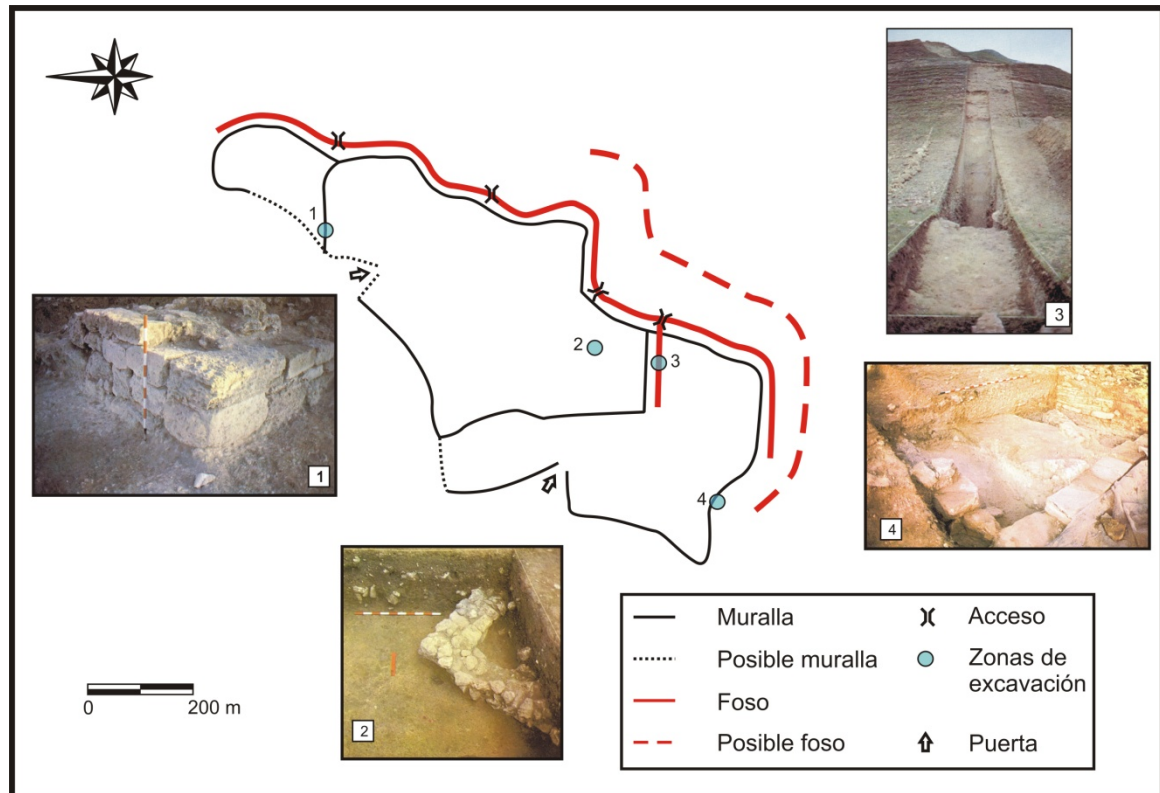 1
2
3
4
1
2
3
4
0 200 m
Muralla
Posible muralla
Foso
Posible foso
Acceso
Zonas de
excavación
Puerta